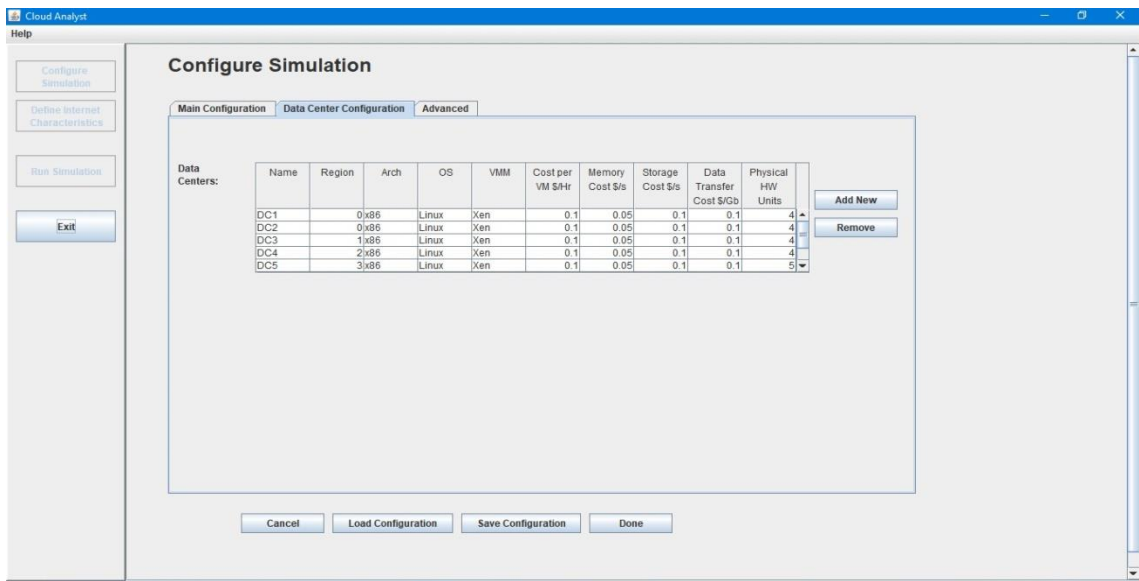 Cloud Analyst
Help
Configure
Simulation
Define Internet
Characteristics
Run Simulation
Exit
Configure Simulation
Main Configuration Data Center Configuration Advanced
Data
Centers:
Name Region Arch OS VMM Cost per VM $/Hr Memory Cost $/s Storage Cost $/s Data Transfer Cost $/Gb Physical HW Units
DC1 0 x86 Linux Xen 0.1 0.05 0.1 0.1 4
DC2 0 x86 Linux Xen 0.1 0.05 0.1 0.1 4
DC3 1 x86 Linux Xen 0.1 0.05 0.1 0.1 4
DC4 2 x86 Linux Xen 0.1 0.05 0.1 0.1 4
DC5 3 x86 Linux Xen 0.1 0.05 0.1 0.1 5
Add New
Remove
Cancel Load Configuration Save Configuration Done